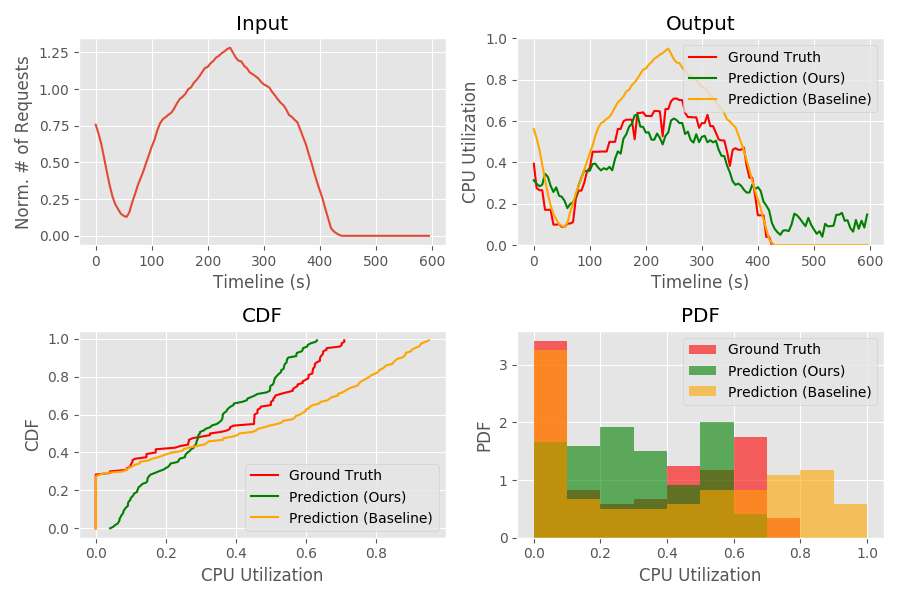 Input
Norm. # of Requests
1.25
1.00
0.75
0.50
0.25
0.00
0 100 200 300 400 500 600
Timeline (s)
Output
CPU Utilization
1.0
0.8
0.6
0.4
0.2
0.0
Ground Truth
Prediction (Ours)
Prediction (Baseline)
0 100 200 300 400 500 600
Timeline (s)
CDF
CDF
1.0
0.8
0.6
0.4
0.2
0.0
Ground Truth
Prediction (Ours)
Prediction (Baseline)
0.0 0.2 0.4 0.6 0.8
CPU Utilization
PDF
PDF
3
2
1
0
Ground Truth
Prediction (Ours)
Prediction (Baseline)
0.0 0.2 0.4 0.6 0.8 1.0
CPU Utilization